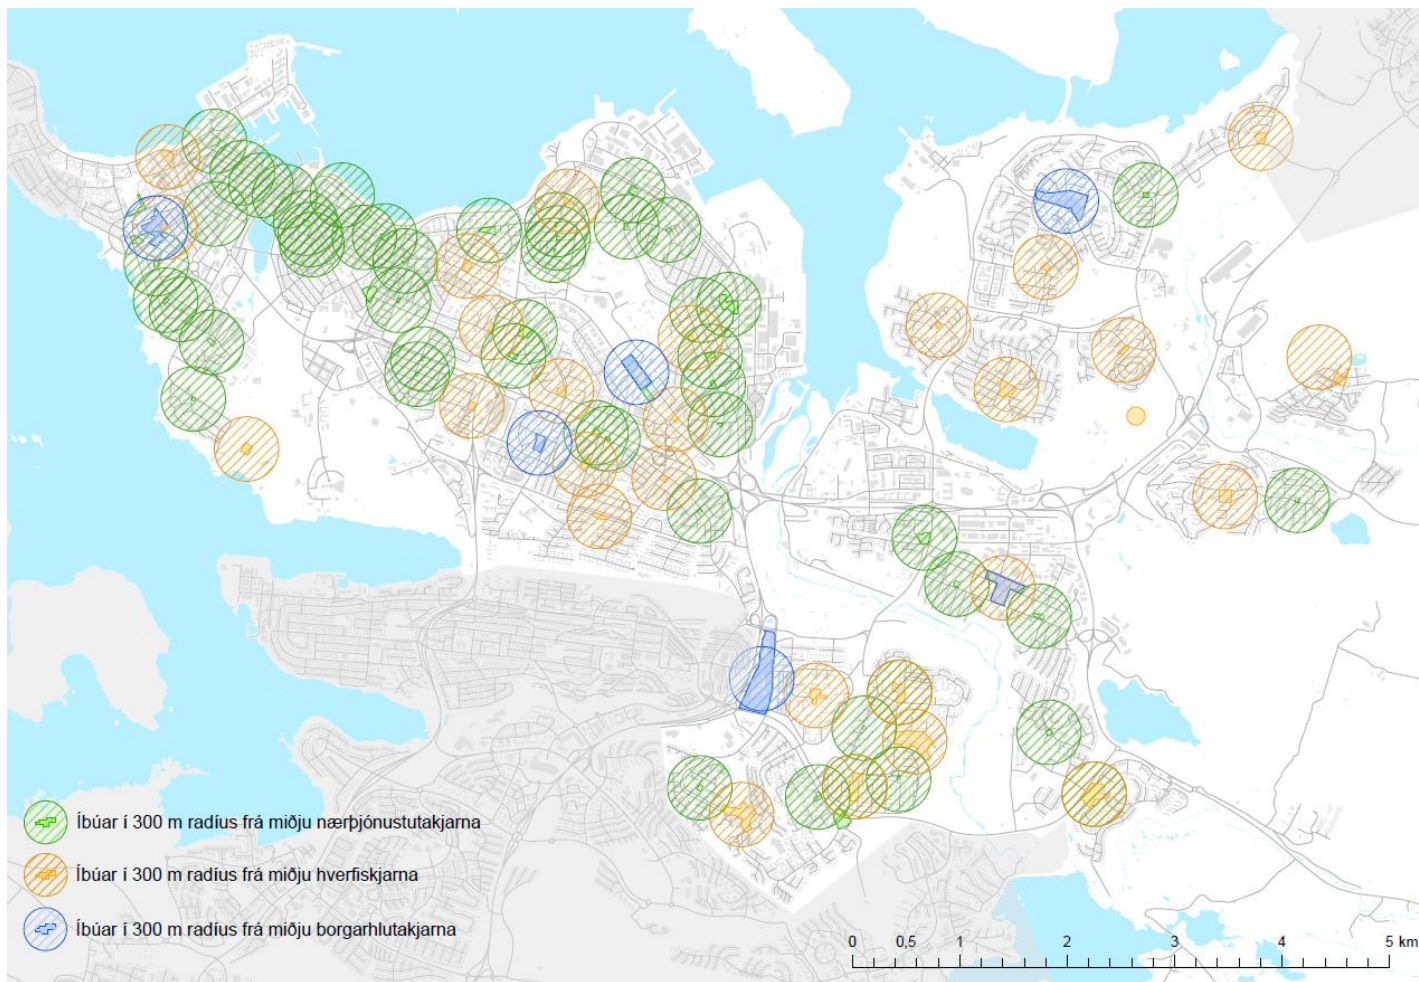 Íbúar í 300 m radíus frá miðju nærþjónustutakjarna
Íbúar í 300 m radíus frá miðju hverfiskjarna
Íbúar í 300 m radíus frá miðju borgarhlutakjarna
0 0,5 1 2 3 4 5 km